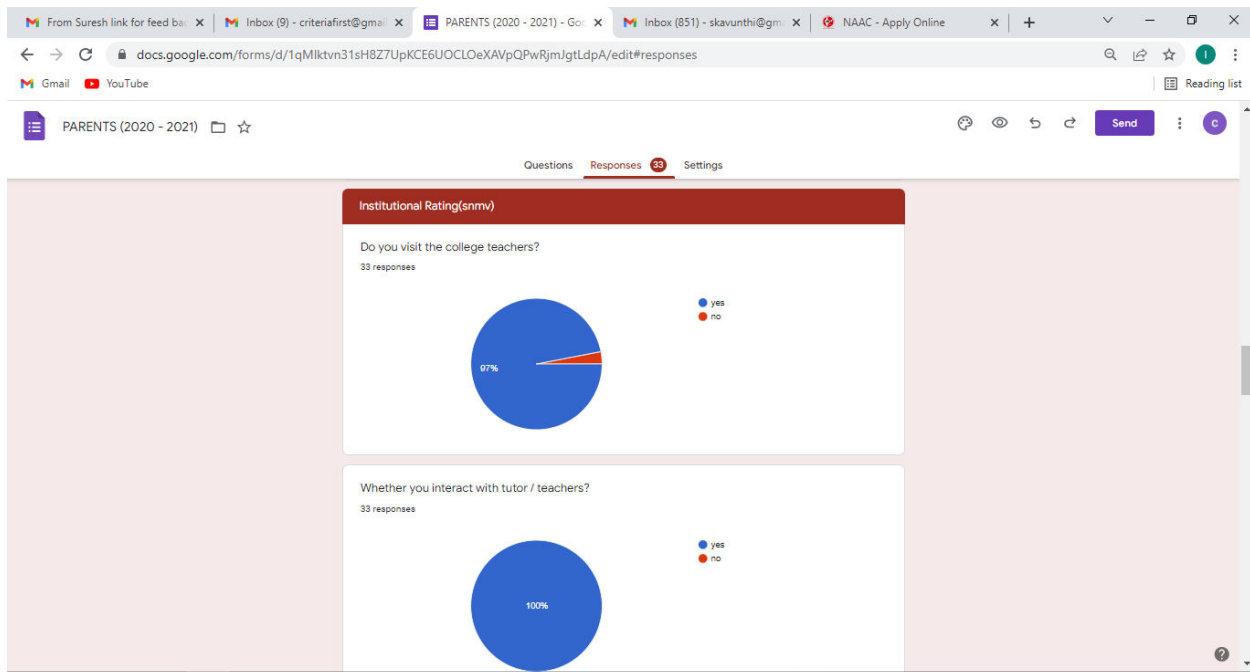 From Suresh link for feed bac
Inbox (9) - criteriafirst@gmai
PARENTS (2020 - 2021) - Goo
Inbox (851) - skavunthi@gma
NAAC - Apply Online
docs.google.com/forms/d/1qMlktvn31sH8Z7UpKCE6UOCLOeXAVpQPwRjmJgtLdpA/edit#responses
I
Gmail
YouTube
Reading list
PARENTS (2020 - 2021)
Send
C
Questions Responses 33 Settings
Institutional Rating(snmv)
Do you visit the college teachers?
33 responses
yes
no
97%
Whether you interact with tutor / teachers?
33 responses
yes
no
100%